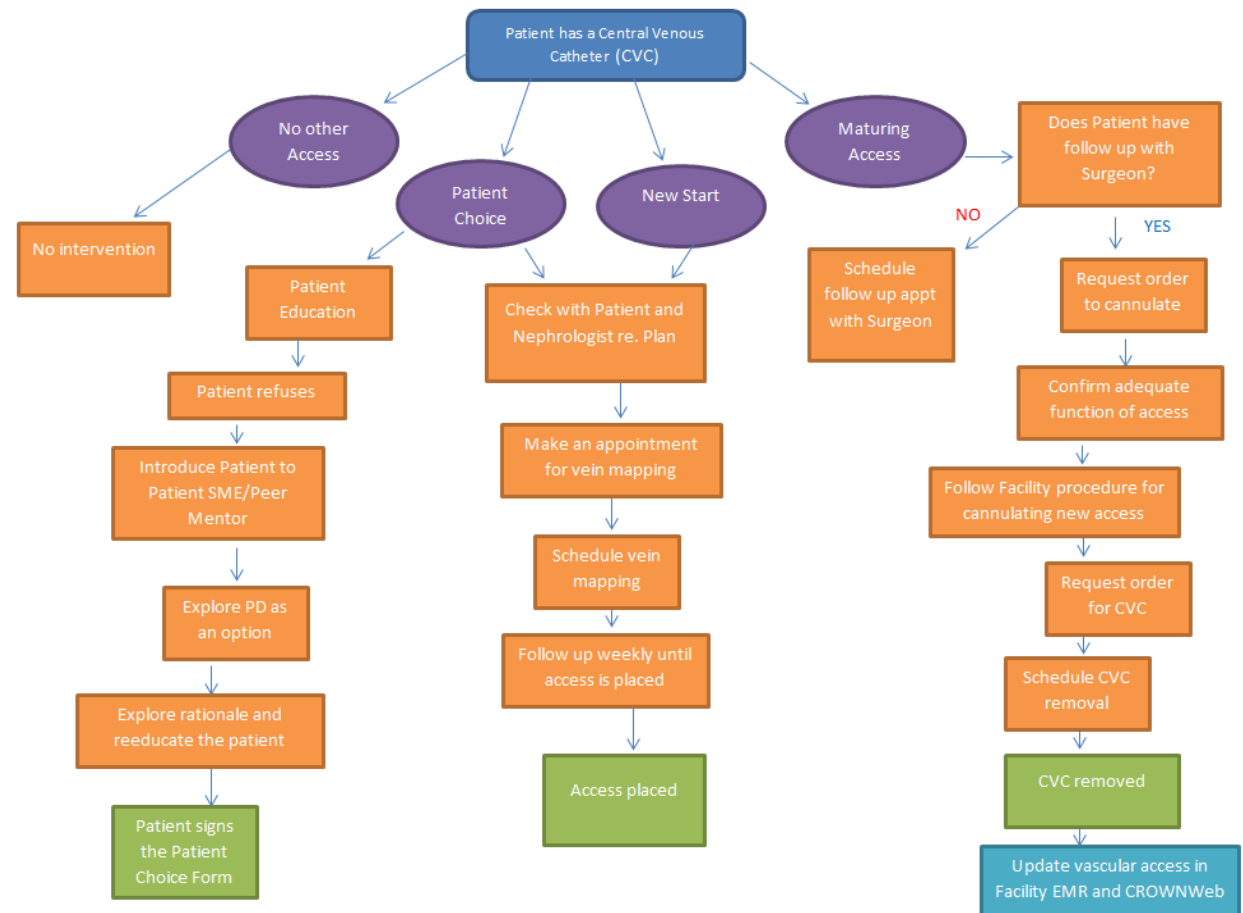 Patient has a Central Venous
Catheter (CVC)
No other
Access
Maturing
Access
Does Patient have
follow up with
Surgeon?
Patient
Choice
New Start
NO
YES
No intervention
Patient
Education
Check with Patient and
Nephrologist re. Plan
Schedule
follow up appt
with Surgeon
Request order
to cannulate
Patient refuses
Confirm adequate
function of access
Introduce Patient to
Patient SME/Peer
Mentor
Make an appointment
for vein mapping
Follow Facility procedure for
cannulating new access
Explore PD as
an option
Schedule vein
mapping
Request order
for CVC
Explore rationale and
reeducate the patient
Follow up weekly until
access is placed
Schedule CVC
removal
Patient signs
the Patient
Choice Form
Access placed
CVC removed
Update vascular access in
Facility EMR and CROWNWeb